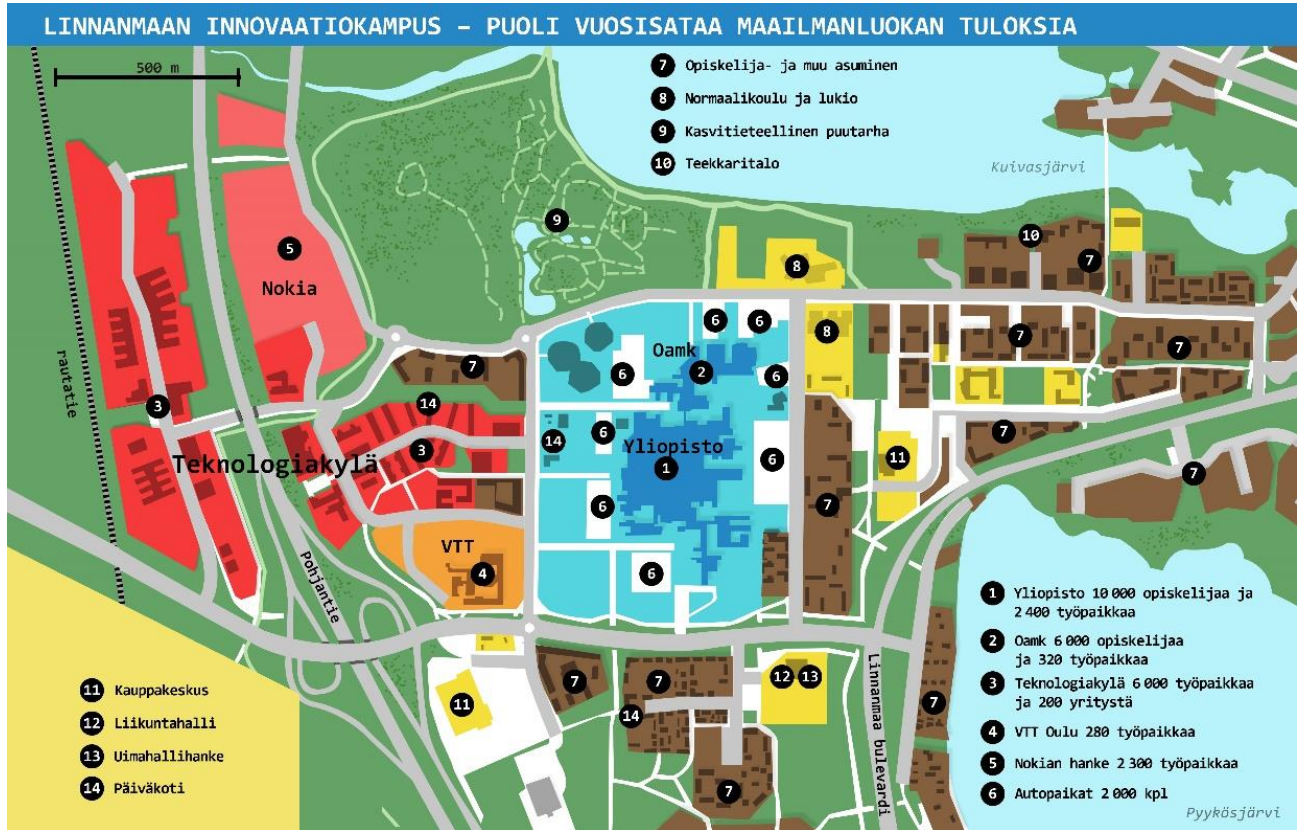 LINNANMAAN INNOVAATIOKAMPUS – PUOLI VUOSISATAA MAAILMANLUOKAN TULOKSIA
500 m
7 Opiskelija- ja muu asuminen
8 Normaalikoulu ja lukio
9 Kasvitieteellinen puutarha
10 Teekkaritalo
Kuivasjärvi
9
10
7
5
Nokia
8
6
6
8
7
7
rautatie
7
Oamk
2
6
6
3
14
14
6
Yliopisto
1
6
7
11
7
Teknologiakylä
3
6
7
VTT
4
6
Pohjantie
1 Yliopisto 10 000 opiskelijaa ja
2 400 työpaikkaa
2 Oamk 6 000 opiskelijaa
ja 320 työpaikkaa
3 Teknologiakylä 6 000 työpaikkaa
ja 200 yritystä
4 VTT Oulu 280 työpaikkaa
5 Nokian hanke 2 300 työpaikkaa
6 Autopaikat 2 000 kpl
Pyykösjärvi
11 Kauppakeskus
12 Liikuntahalli
13 Uimahallihanke
14 Päiväkoti
11
7
7
14
12
13
7
7
Linnanmaa bulevardi